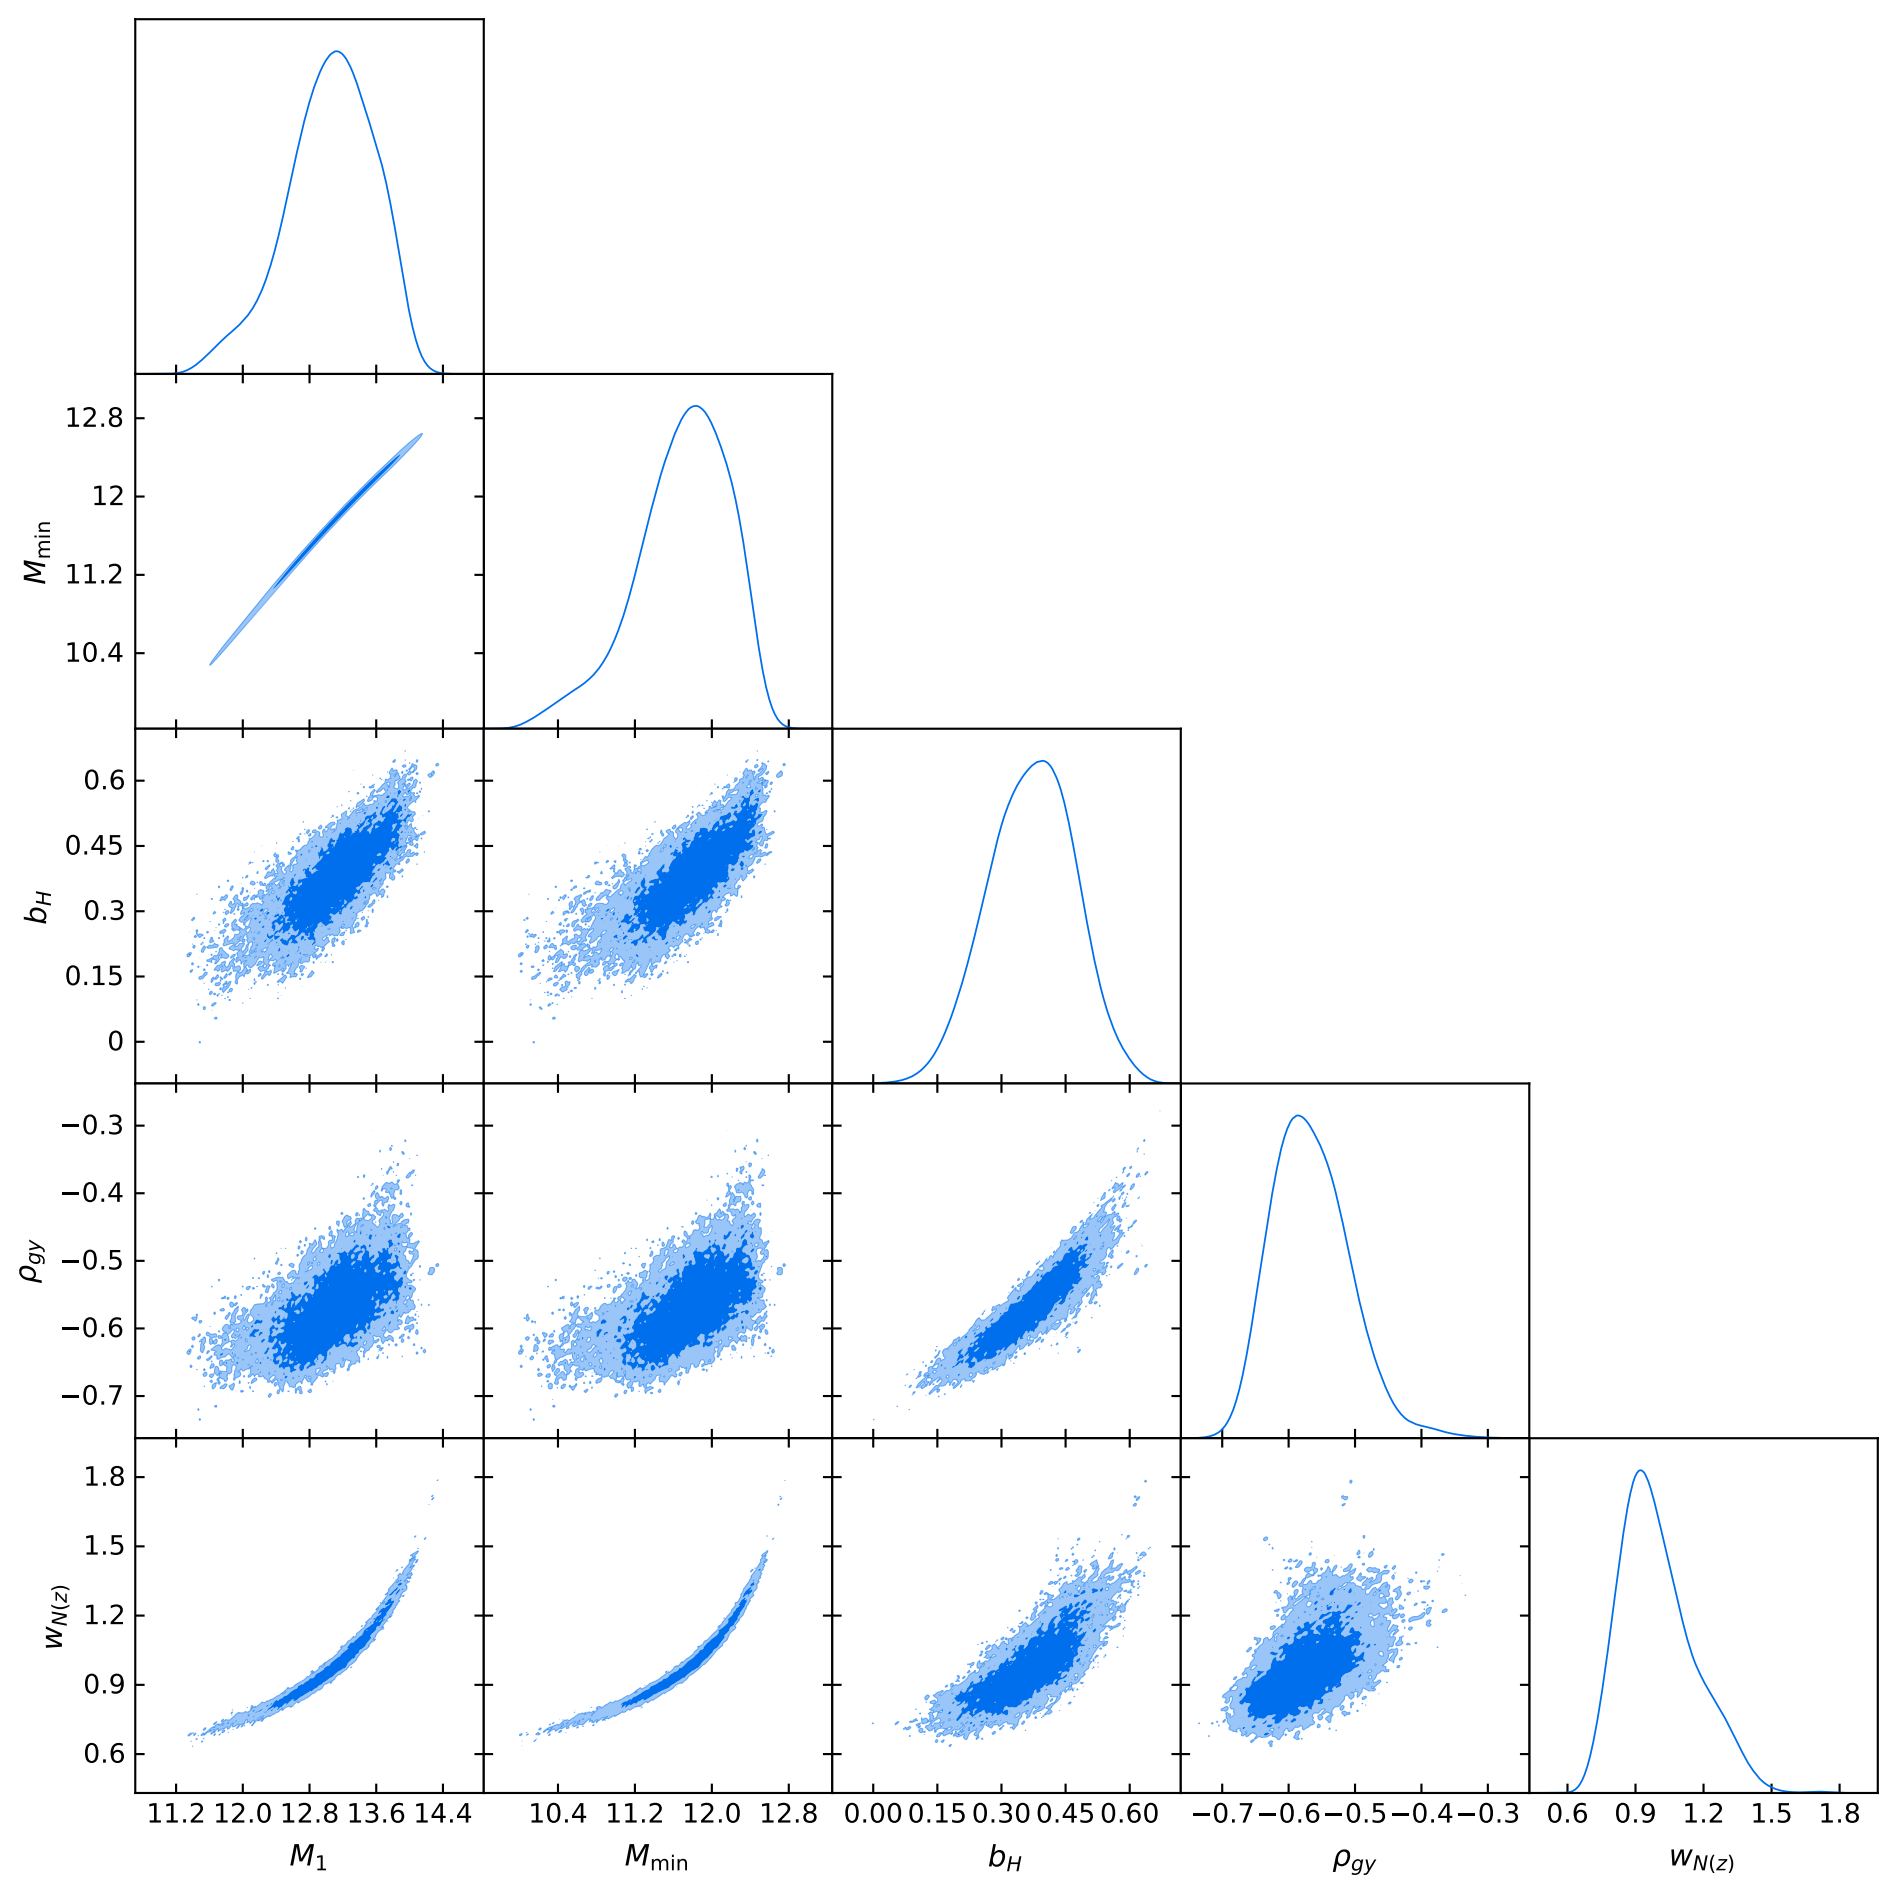 12.8
12
11.2
10.4
M_min
0.6
0.45
0.3
0.15
0
b_H
−0.3
−0.4
−0.5
−0.6
−0.7
ρ_gy
1.8
1.5
1.2
0.9
0.6
w_N(z)
11.2 12.0 12.8 13.6 14.4
10.4 11.2 12.0 12.8
0.00 0.15 0.30 0.45 0.60
−0.7 −0.6 −0.5 −0.4 −0.3
0.6 0.9 1.2 1.5 1.8
M_1
M_min
b_H
ρ_gy
w_N(z)